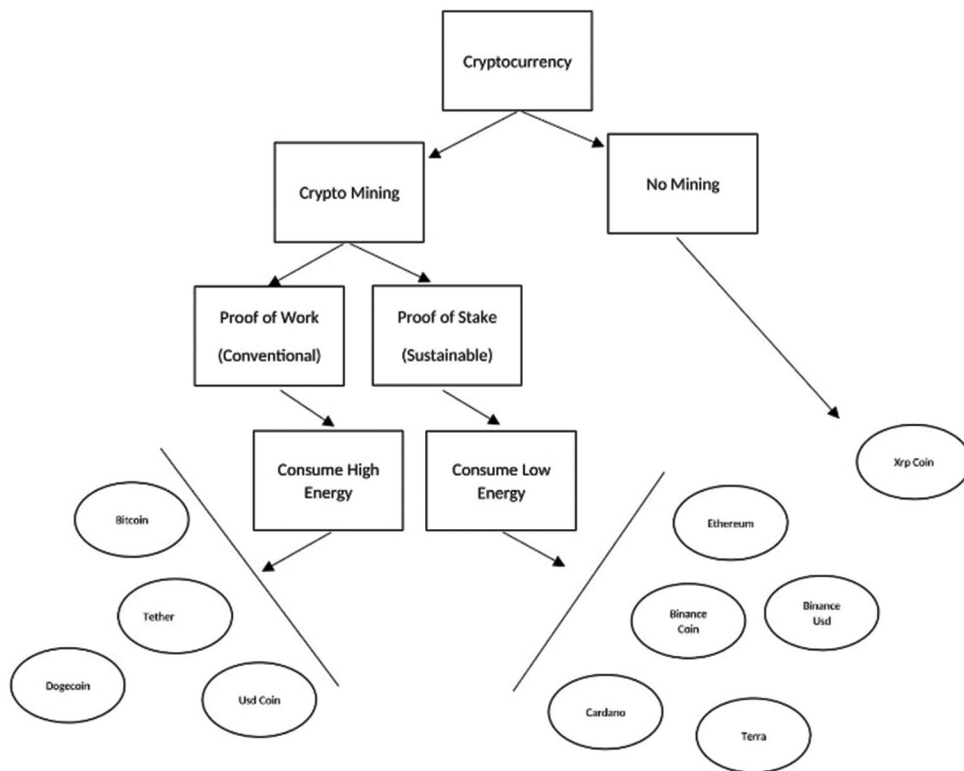 Cryptocurrency
Crypto Mining
No Mining
Proof of Work
(Conventional)
Proof of Stake
(Sustainable)
Consume High
Energy
Consume Low
Energy
Xrp Coin
Bitcoin
Ethereum
Tether
Binance
Coin
Binance
Usd
Dogecoin
Usd Coin
Cardano
Terra